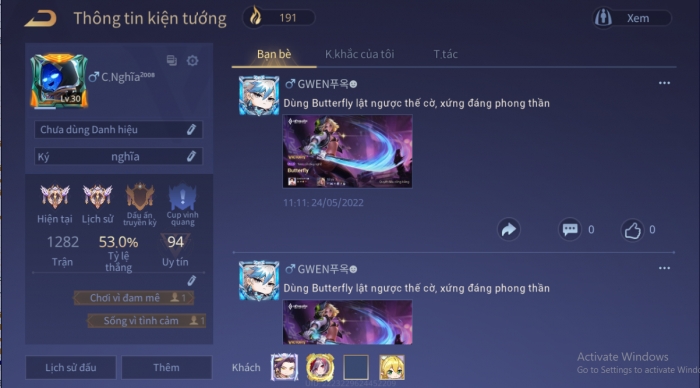 Thông tin kiện tướng
191
Xem
Bạn bè
K.khắc của tôi
T.tác
C.Nghĩa²⁰⁰⁸
Lv.30
Chưa dùng Danh hiệu
Ký nghĩa
Hiện tại
Lịch sử
Dấu ấn truyền kỳ
Cup vinh quang
1282
53.0%
94
Trận
Tỷ lệ thắng
Uy tín
Chơi vì đam mê 1
Sống vì tình cảm 1
Lịch sử đấu
Thêm
GWEN푸옥
Dùng Butterfly lật ngược thế cờ, xứng đáng phong thần
Butterfly
11:11: 24/05/2022
0
0
GWEN푸옥
Dùng Butterfly lật ngược thế cờ, xứng đáng phong thần
Khách
Activate Windows
Go to Settings to activate Wind